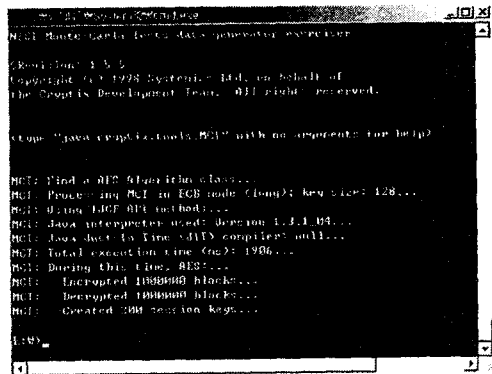 NIST Monte-Carlo Tests data generator/exerciser
$Revision: 1.5.5
Copyright (c) 1998 Systemics Ltd. on behalf of
the Cryptix Development Team. All rights reserved.
(type "java cryptix.tools.MCT" with no arguments for help)
MCT: Find a AES Algorithm class...
MCT: Processing MCT in ECB mode (long); key size: 128...
MCT: Using API method:...
MCT: Java interpreter used: Version 1.3.1_04...
MCT: Java Just-In-Time (JIT) compiler: null...
MCT: Total execution time (ms): 1906...
MCT: During this time, AES:...
MCT: Encrypted 1000000 blocks...
MCT: Decrypted 1000000 blocks...
MCT: Created 200 session keys...